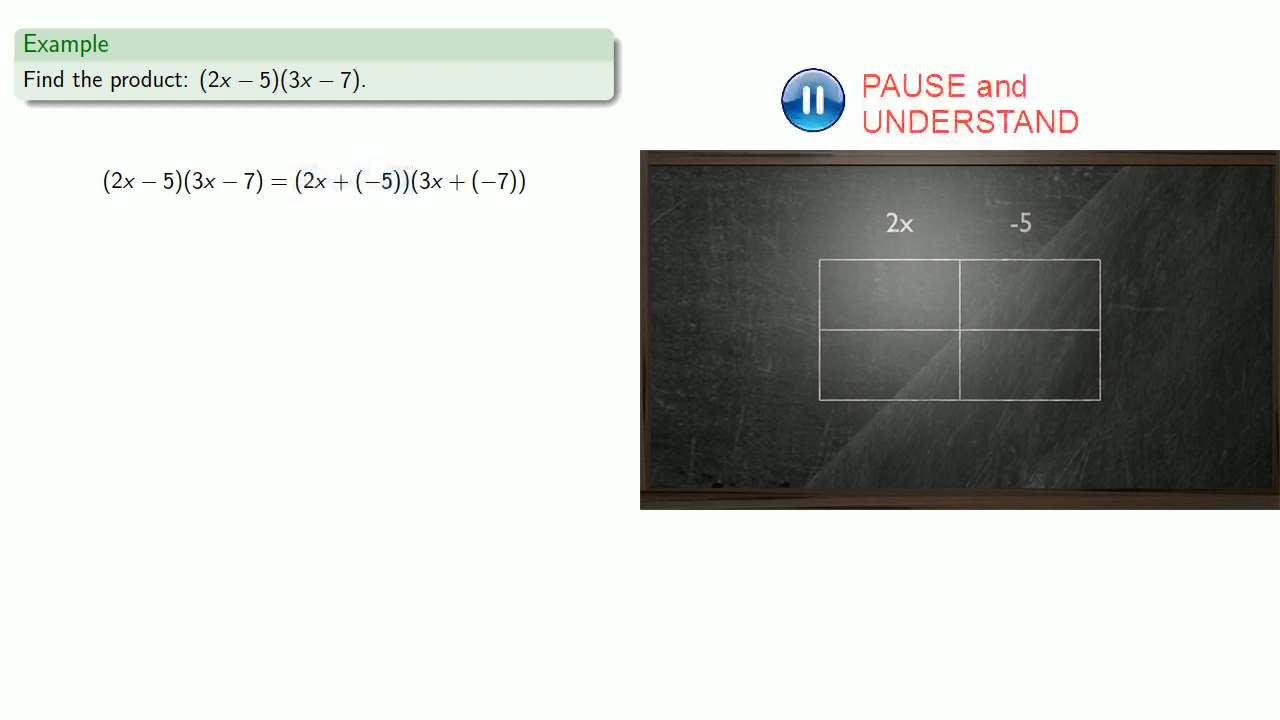 Example
Find the product: (2x − 5)(3x − 7).
(2x − 5)(3x − 7) = (2x + (−5))(3x + (−7))
PAUSE and
UNDERSTAND
2x -5